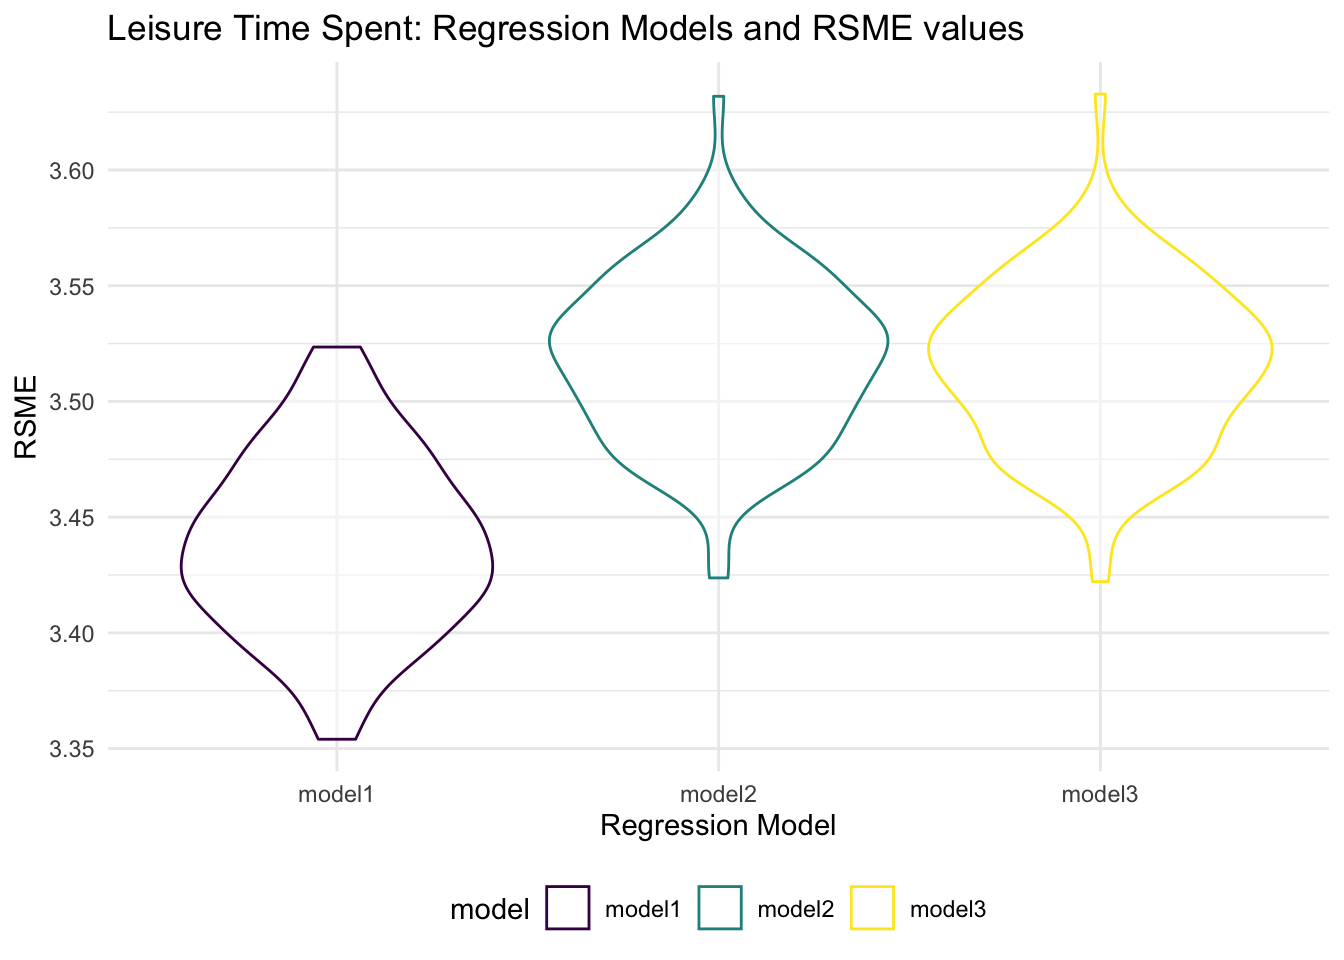 Leisure Time Spent: Regression Models and RSME values
RSME
3.60
3.55
3.50
3.45
3.40
3.35
model1 model2 model3
Regression Model
model model1 model2 model3